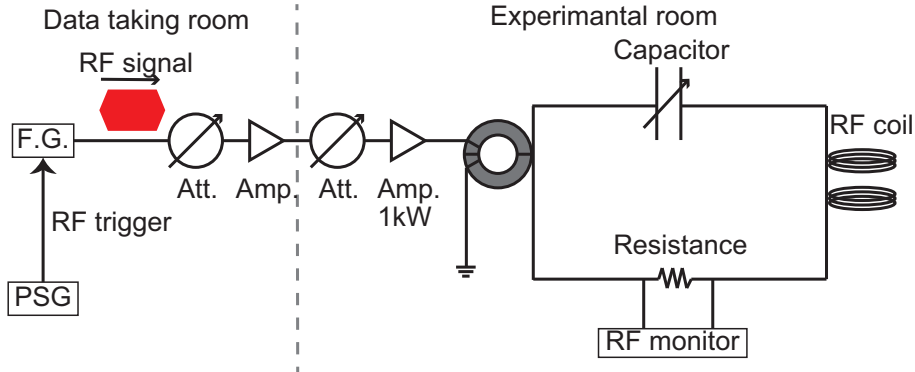 Data taking room
Experimantal room
RF signal
Capacitor
F.G.
RF coil
Att.
Amp.
Att.
Amp.
1kW
RF trigger
Resistance
PSG
RF monitor